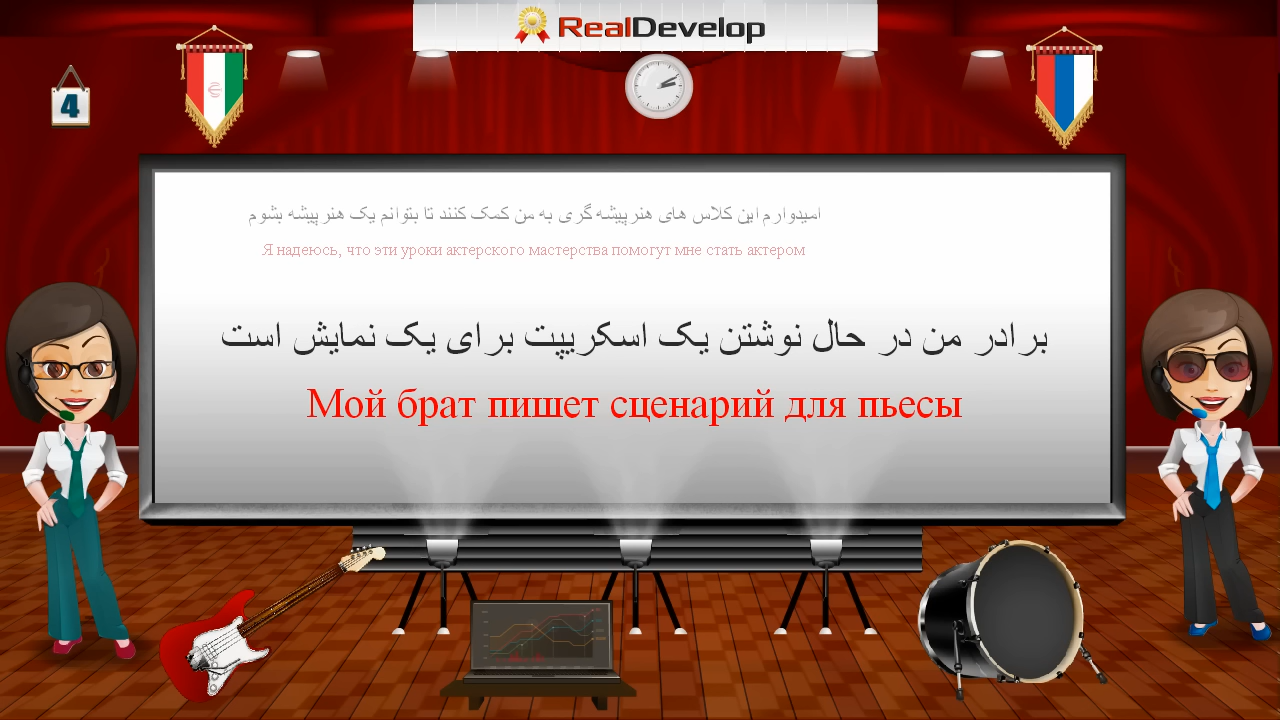 RealDevelop
4
امیدوارم این کلاس های هنرپیشه گری به من کمک کنند تا بتوانم یک هنرپیشه بشوم
Я надеюсь, что эти уроки актерского мастерства помогут мне стать актером
برادر من در حال نوشتن یک اسکریپت برای یک نمایش است
Мой брат пишет сценарий для пьесы